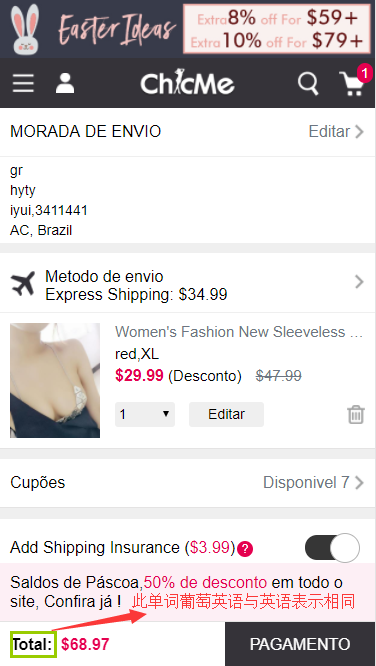 Easter Ideas
Extra8% off For $59+
Extra10% off For $79+
ChicMe
1
MORADA DE ENVIO Editar
gr
hyty
iyui,3411441
AC, Brazil
Metodo de envio
Express Shipping: $34.99
Women's Fashion New Sleeveless ...
red,XL
$29.99 (Desconto) $47.99
1 Editar
Cupões Disponivel 7
Add Shipping Insurance ($3.99) ?
Saldos de Páscoa,50% de desconto em todo o
site, Confira já ! 此单词葡萄英语与英语表示相同
Total: $68.97 PAGAMENTO